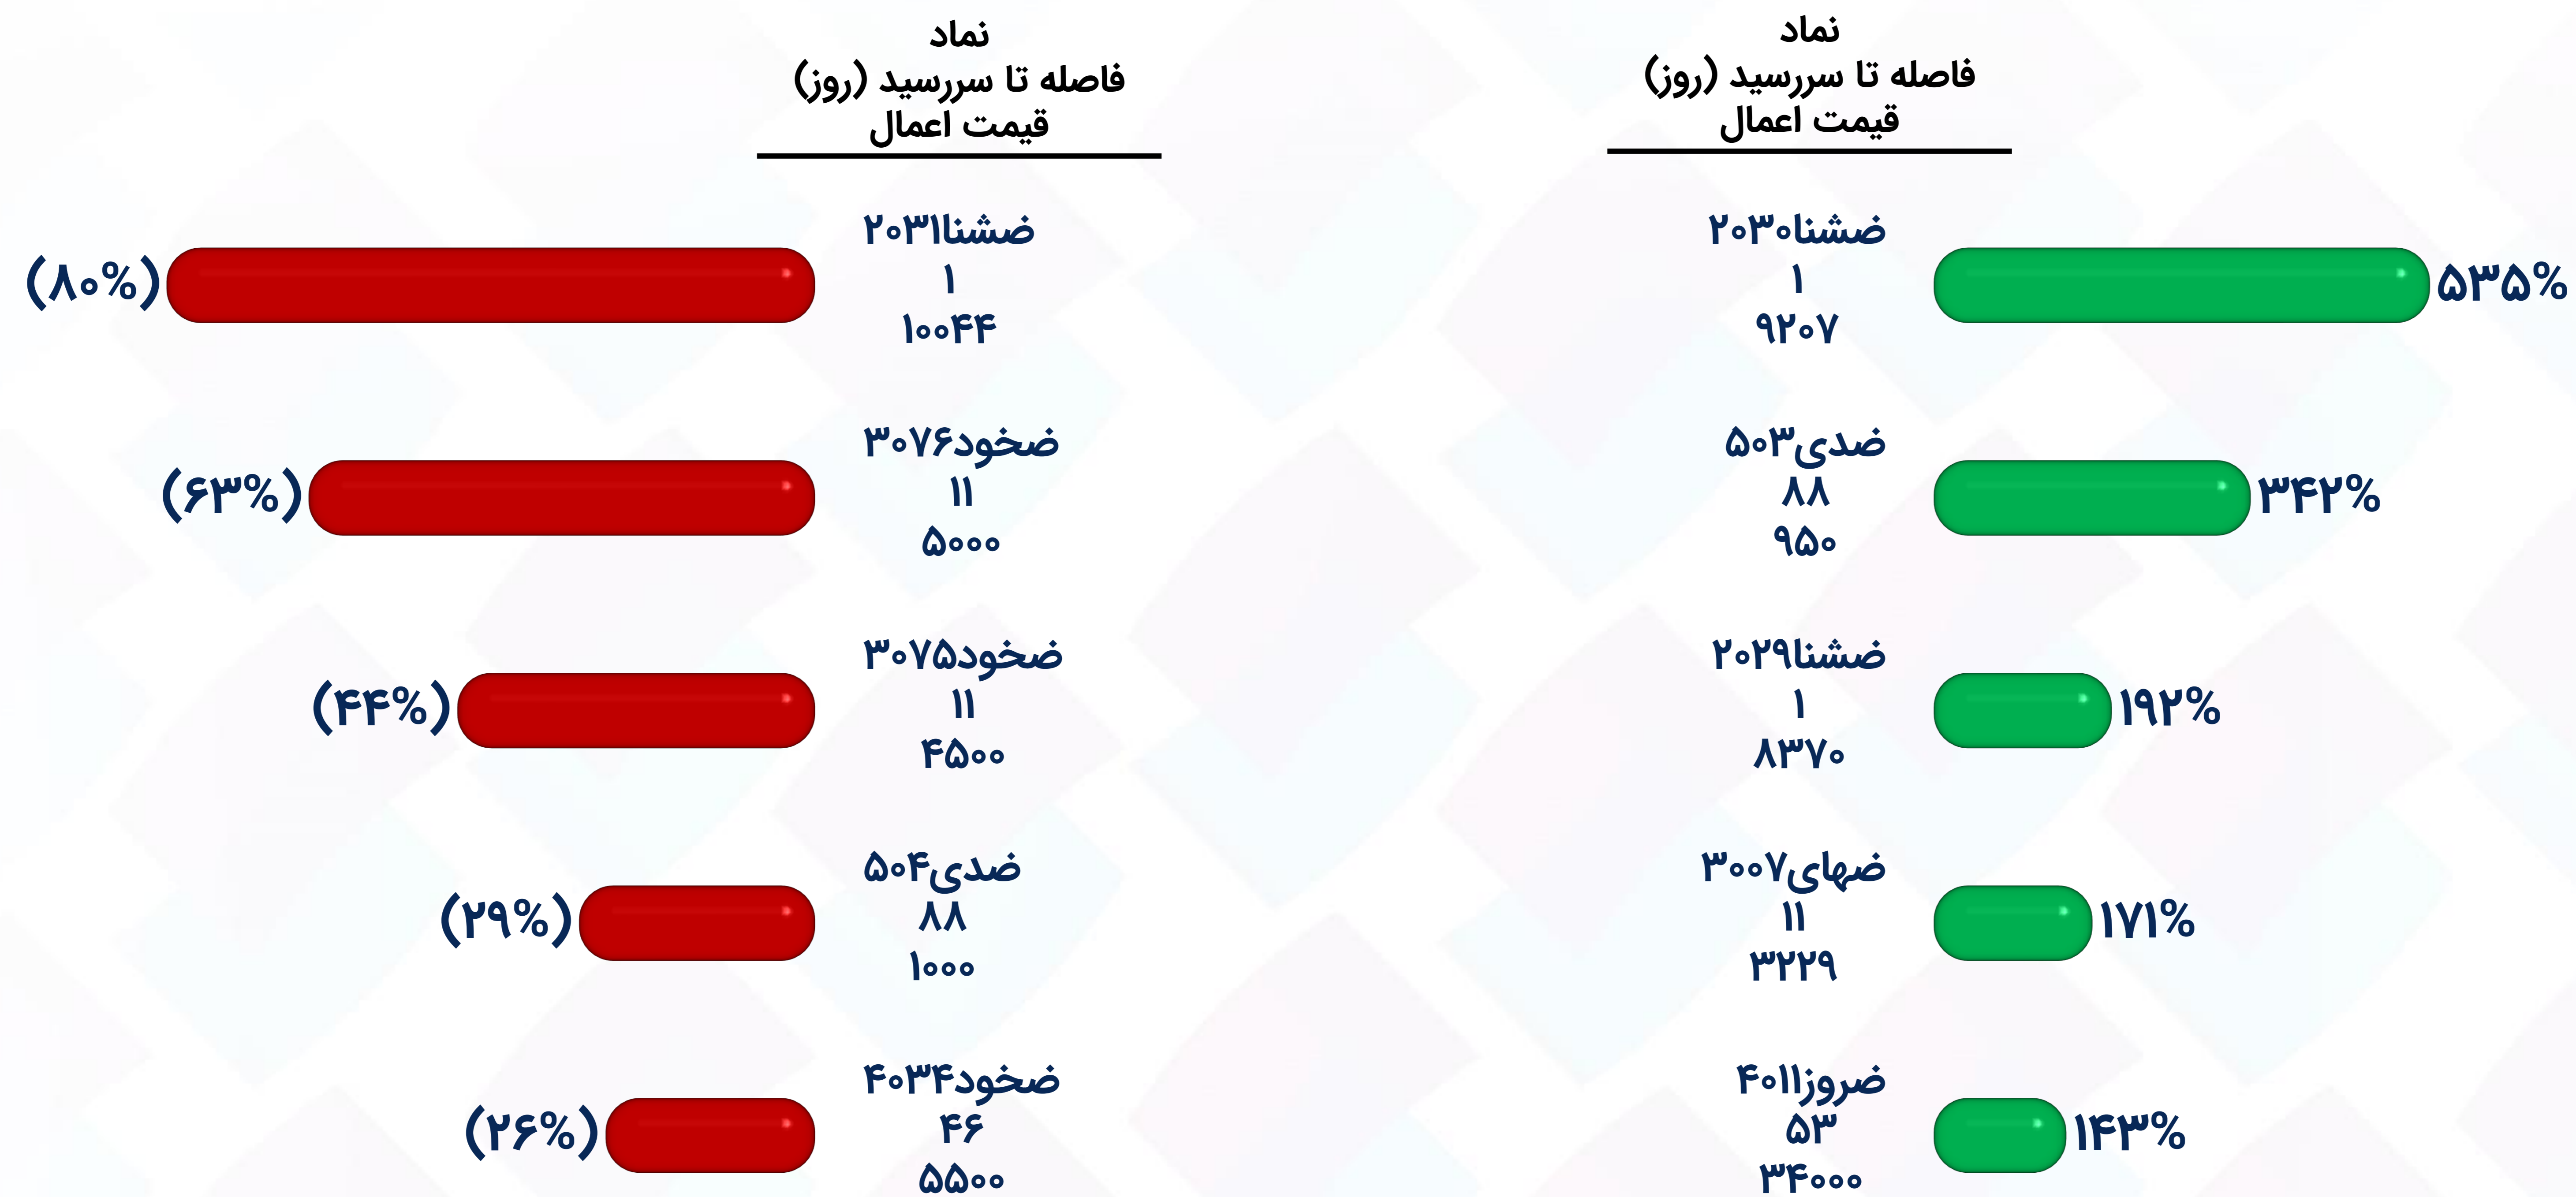 نماد
فاصله تا سررسید (روز)
قیمت اعمال
ضشنا۲۰۳۰
۱
۹۲۰۷
۵۳۵%
ضدی۵۰۳
۸۸
۹۵۰
۳۴۲%
ضشنا۲۰۲۹
۱
۸۳۷۰
۱۹۲%
ضهای۳۰۰۷
۱۱
۳۲۲۹
۱۷۱%
ضروز۴۰۱۱
۵۳
۳۴۰۰۰
۱۴۳%
نماد
فاصله تا سررسید (روز)
قیمت اعمال
ضشنا۲۰۳۱
۱
۱۰۰۴۴
(۸۰%)
ضخود۳۰۷۶
۱۱
۵۰۰۰
(۶۳%)
ضخود۳۰۷۵
۱۱
۴۵۰۰
(۴۴%)
ضدی۵۰۴
۸۸
۱۰۰۰
(۲۹%)
ضخود۴۰۳۴
۴۶
۵۵۰۰
(۲۶%)